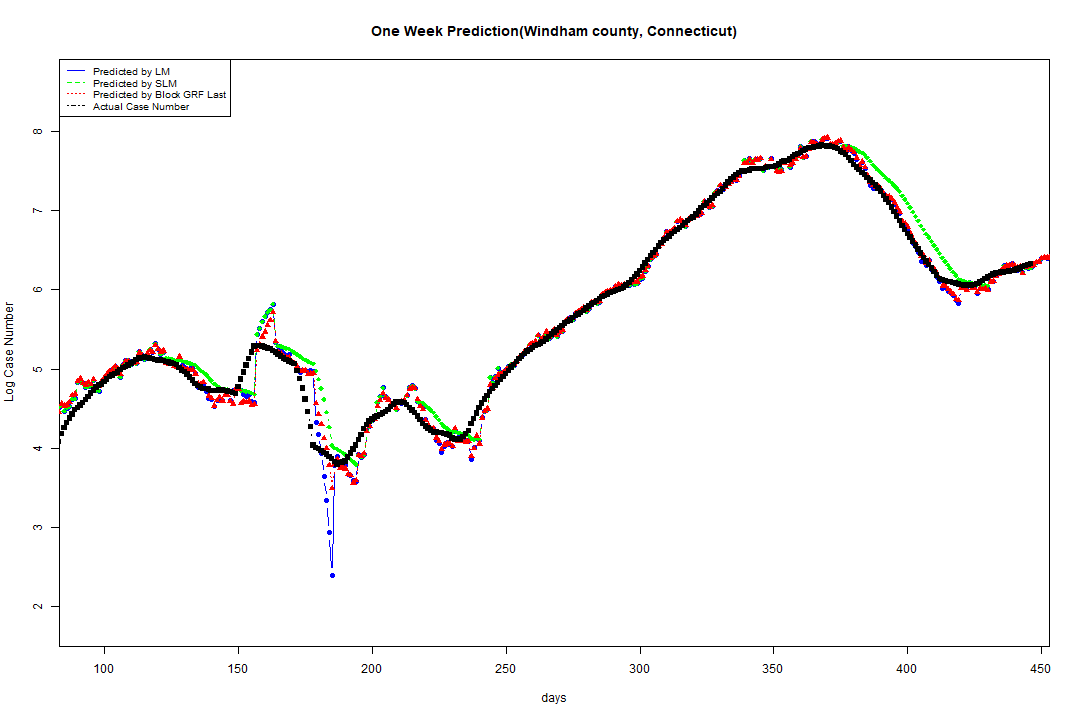 One Week Prediction(Windham county, Connecticut)
Predicted by LM
Predicted by SLM
Predicted by Block GRF Last
Actual Case Number
Log Case Number
8
7
6
5
4
3
2
100 150 200 250 300 350 400 450
days